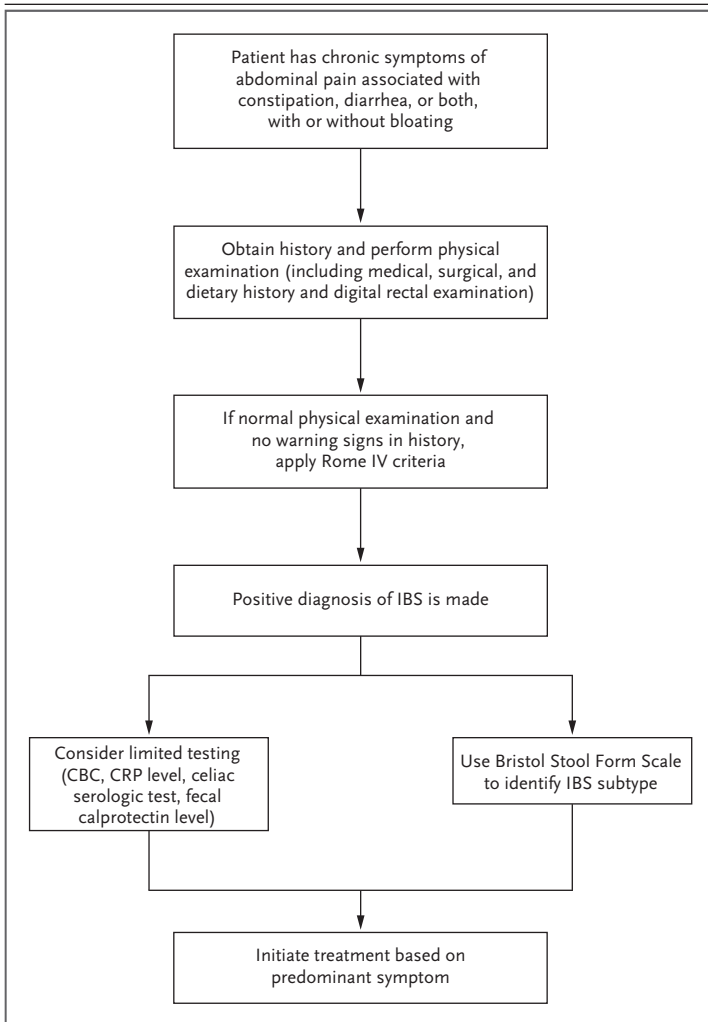 Patient has chronic symptoms of
abdominal pain associated with
constipation, diarrhea, or both,
with or without bloating
Obtain history and perform physical
examination (including medical, surgical, and
dietary history and digital rectal examination)
If normal physical examination and
no warning signs in history,
apply Rome IV criteria
Positive diagnosis of IBS is made
Consider limited testing
(CBC, CRP level, celiac
serologic test, fecal
calprotectin level)
Use Bristol Stool Form Scale
to identify IBS subtype
Initiate treatment based on
predominant symptom